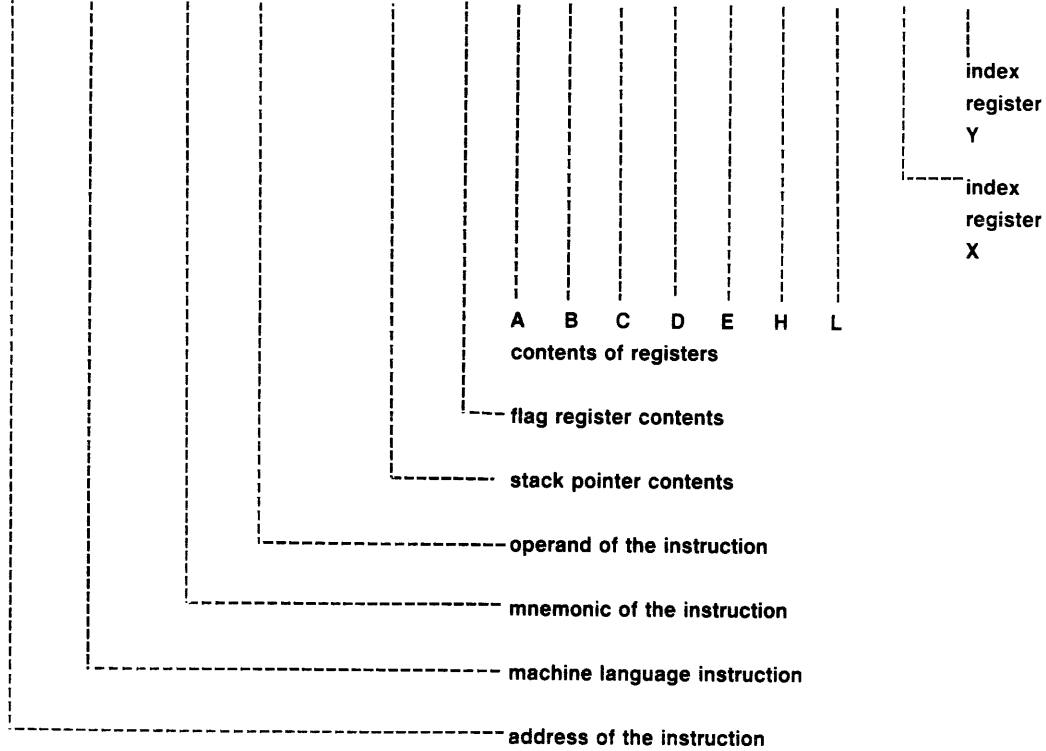 index
register
Y
index
register
X
A B C D E H L
contents of registers
flag register contents
stack pointer contents
operand of the instruction
mnemonic of the instruction
machine language instruction
address of the instruction